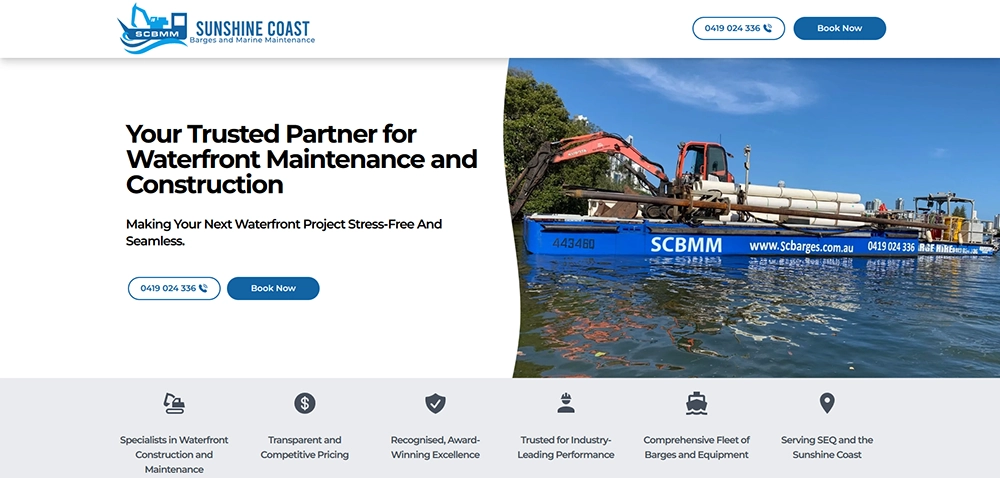 SCBMM
SUNSHINE COAST
Barges and Marine Maintenance
0419 024 336
Book Now
Your Trusted Partner for
Waterfront Maintenance and
Construction
Making Your Next Waterfront Project Stress-Free And
Seamless.
0419 024 336
Book Now
443460
SCBMM
www.Scbarges.com.au
0419 024 336
Specialists in Waterfront
Construction and
Maintenance
Transparent and
Competitive Pricing
Recognised, Award-
Winning Excellence
Trusted for Industry-
Leading Performance
Comprehensive Fleet of
Barges and Equipment
Serving SEQ and the
Sunshine Coast